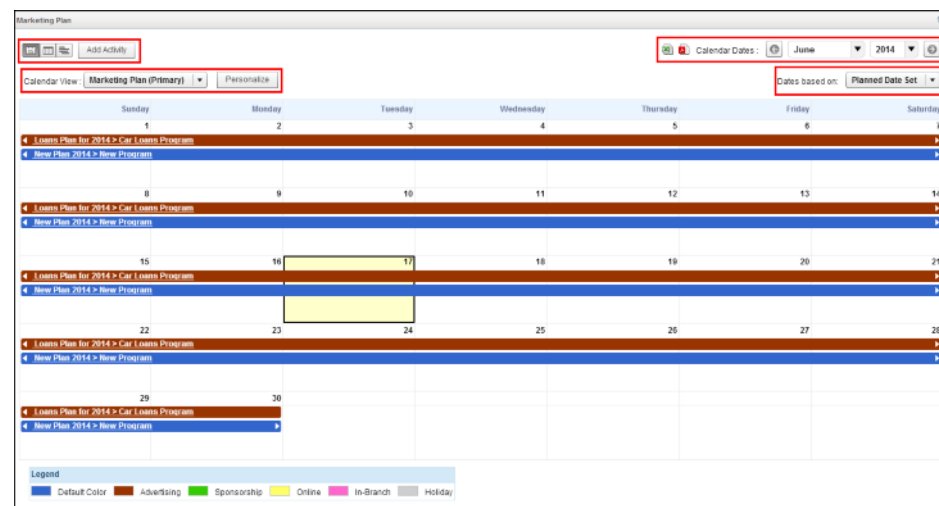 Marketing Plan
Add Activity
Calendar Dates : June 2014
Calendar View : Marketing Plan (Primary) Personalize
Dates based on: Planned Date Set
Sunday Monday Tuesday Wednesday Thursday Friday Saturday
1 2 3 4 5 6 7
Loans Plan for 2014 > Car Loans Program
New Plan 2014 > New Program
8 9 10 11 12 13 14
Loans Plan for 2014 > Car Loans Program
New Plan 2014 > New Program
15 16 17 18 19 20 21
Loans Plan for 2014 > Car Loans Program
New Plan 2014 > New Program
22 23 24 25 26 27 28
Loans Plan for 2014 > Car Loans Program
New Plan 2014 > New Program
29 30
Loans Plan for 2014 > Car Loans Program
New Plan 2014 > New Program
Legend
Default Color Advertising Sponsorship Online In-Branch Holiday